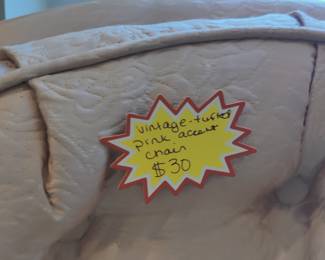 vintage-tufted
pink accent
chair
$30